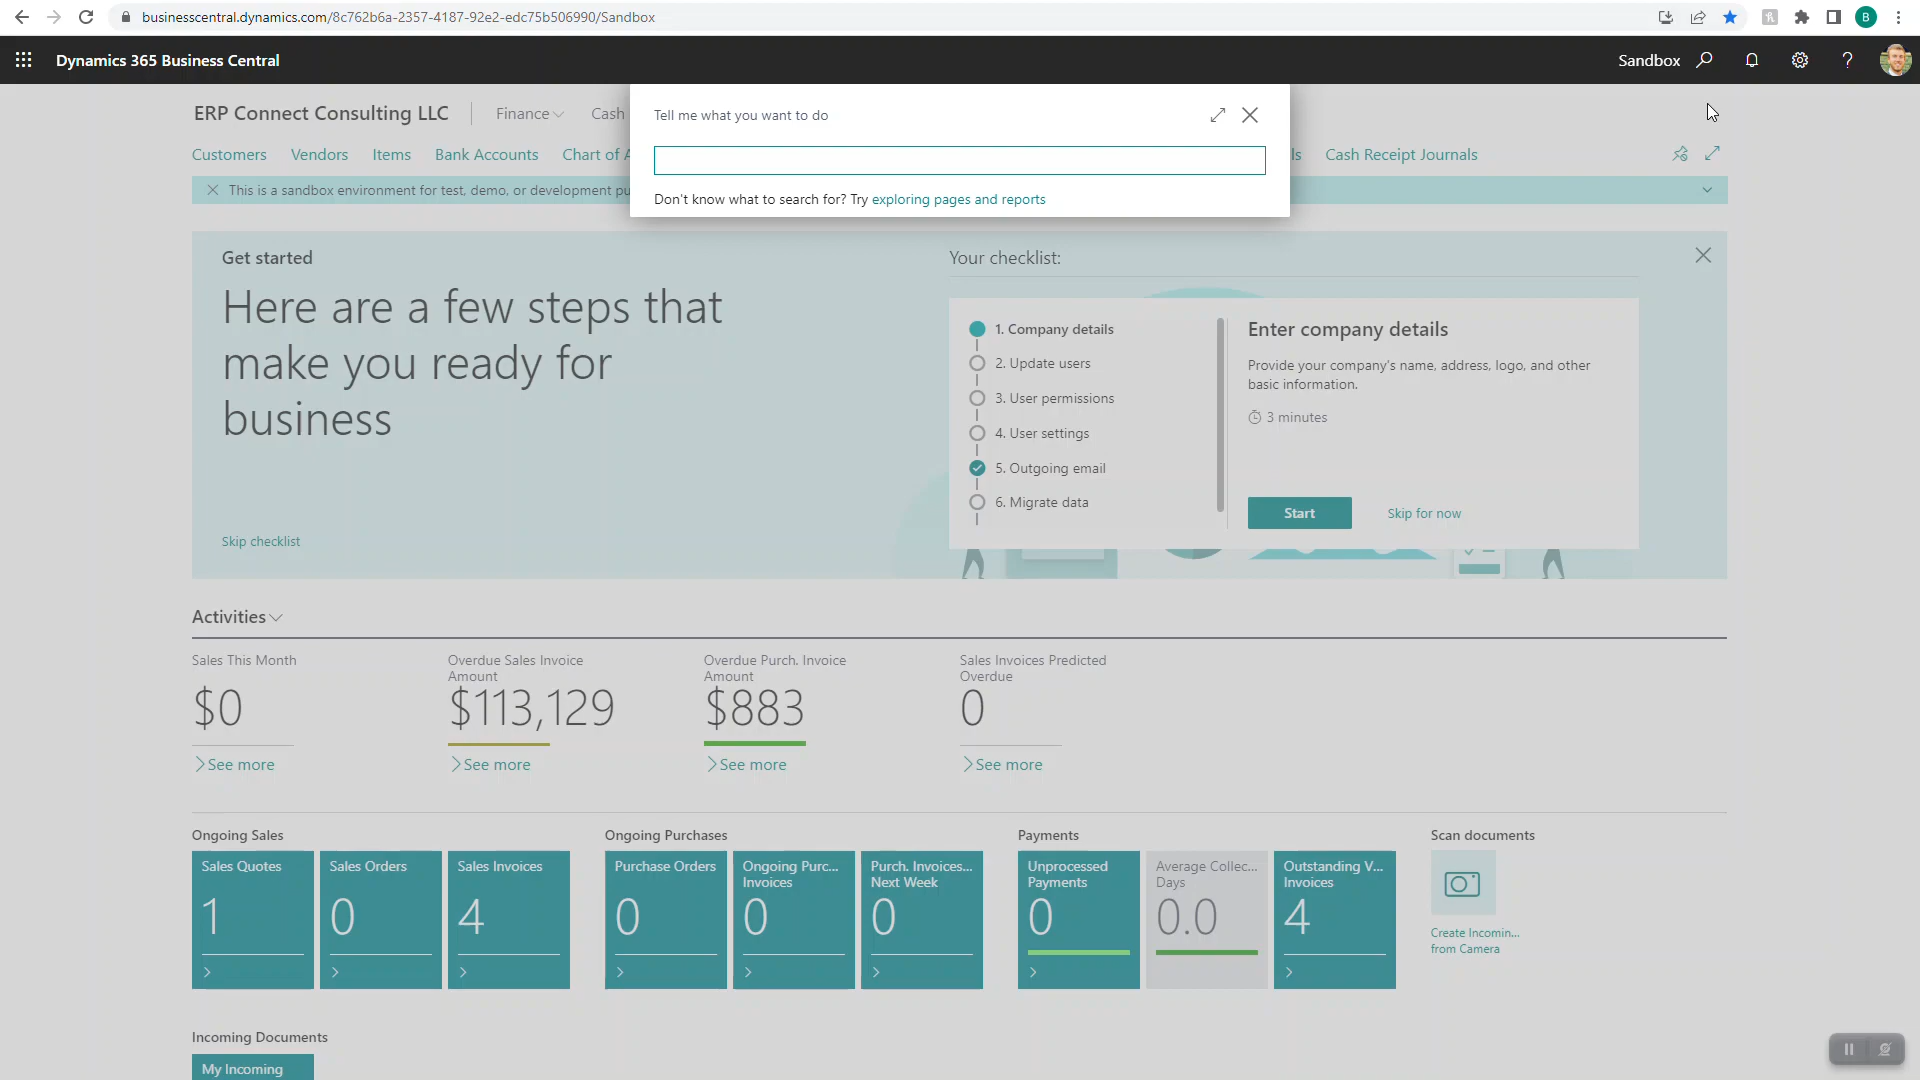 businesscentral.dynamics.com/8c762b6a-2357-4187-92e2-edc75b506990/Sandbox
B
Dynamics 365 Business Central
Sandbox
?
ERP Connect Consulting LLC
Finance
Cash
Tell me what you want to do
Customers
Vendors
Items
Bank Accounts
Chart of A
ls
Cash Receipt Journals
This is a sandbox environment for test, demo, or development pu
Don't know what to search for? Try exploring pages and reports
Get started
Here are a few steps that
make you ready for
business
Skip checklist
Your checklist:
1. Company details
2. Update users
3. User permissions
4. User settings
5. Outgoing email
6. Migrate data
Enter company details
Provide your company's name, address, logo, and other
basic information.
3 minutes
Start
Skip for now
Activities
Sales This Month
$0
See more
Overdue Sales Invoice
Amount
$113,129
See more
Overdue Purch. Invoice
Amount
$883
See more
Sales Invoices Predicted
Overdue
0
See more
Ongoing Sales
Sales Quotes
1
Sales Orders
0
Sales Invoices
4
Ongoing Purchases
Purchase Orders
0
Ongoing Purc...
Invoices
0
Purch. Invoices...
Next Week
0
Payments
Unprocessed
Payments
0
Average Collec...
Days
0.0
Outstanding V...
Invoices
4
Scan documents
Create Incomin...
from Camera
Incoming Documents
My Incoming